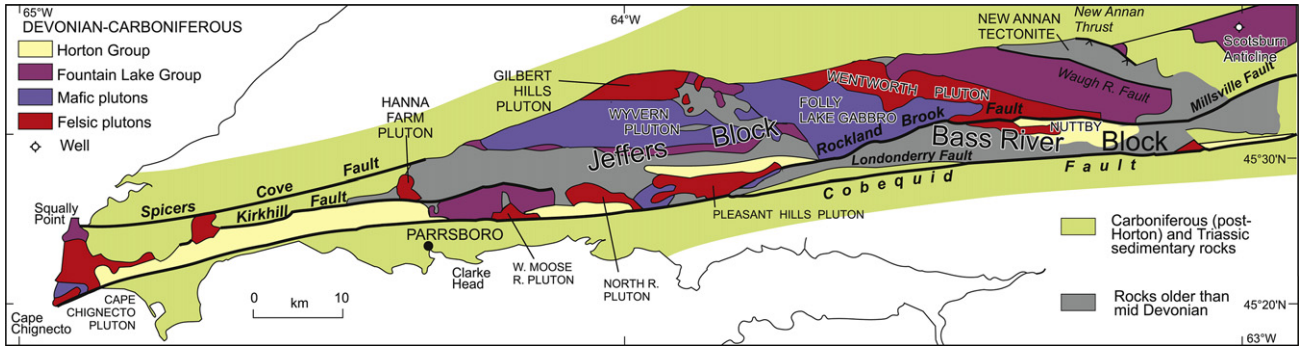 65°W
64°W
DEVONIAN-CARBONIFEROUS
Horton Group
Fountain Lake Group
Mafic plutons
Felsic plutons
Well
NEW ANNAN
TECTONITE
New Annan
Thrust
Scotsburn
Anticline
GILBERT
HILLS
PLUTON
WENTWORTH PLUTON
Waugh R. Fault
Millsville Fault
HANNA
FARM
PLUTON
WYVERN
PLUTON
FOLLY
LAKE GABBRO
Rockland Brook Fault
NUTTBY
Jeffers Block
Bass River Block
Londonderry Fault
45°30'N
Cobequid Fault
Spicers Cove Fault
Kirkhill Fault
Squally
Point
PLEASANT HILLS PLUTON
PARRSBORO
Clarke
Head
W. MOOSE
R. PLUTON
NORTH R.
PLUTON
Carboniferous (post-
Horton) and Triassic
sedimentary rocks
Rocks older than
mid Devonian
0 km 10
CAPE
CHIGNECTO
PLUTON
Cape
Chignecto
45°20'N
63°W